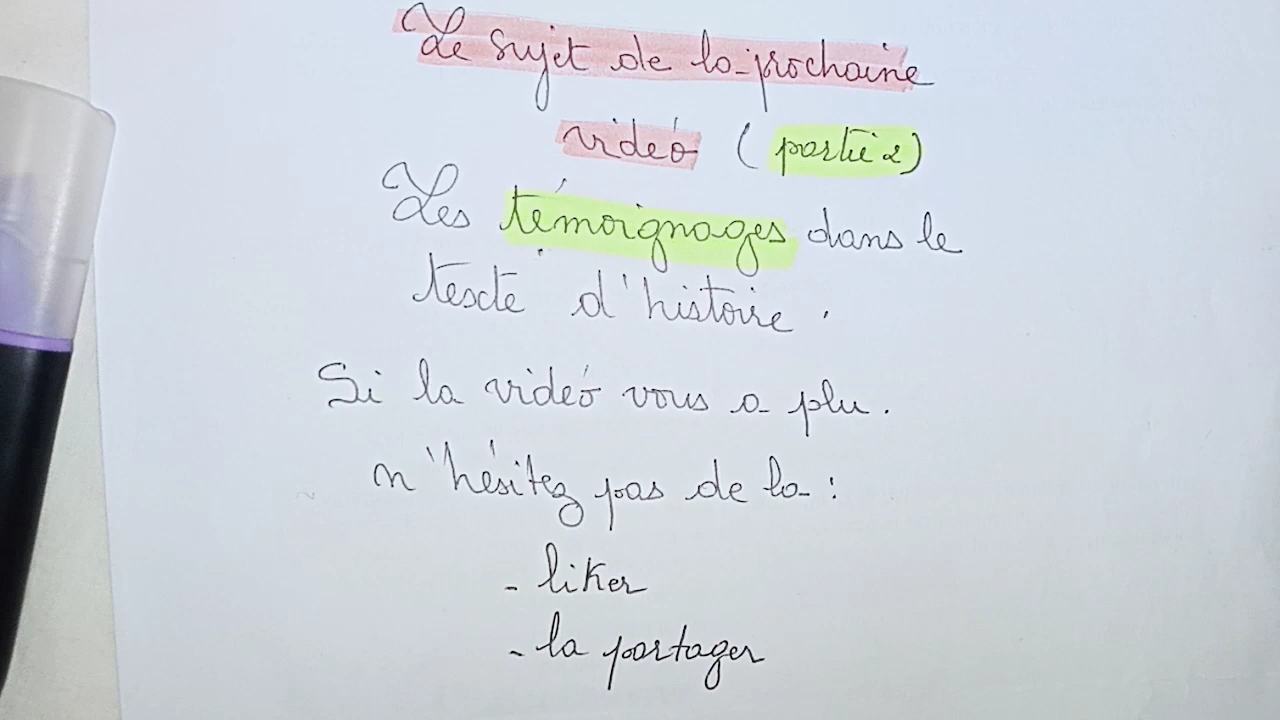 Le sujet de la prochaine
vidéo (partie 2)
Les témoignages dans le
texte d'histoire.
Si la vidéo vous a plu.
n'hésitez pas de la :
- liker
- la partager